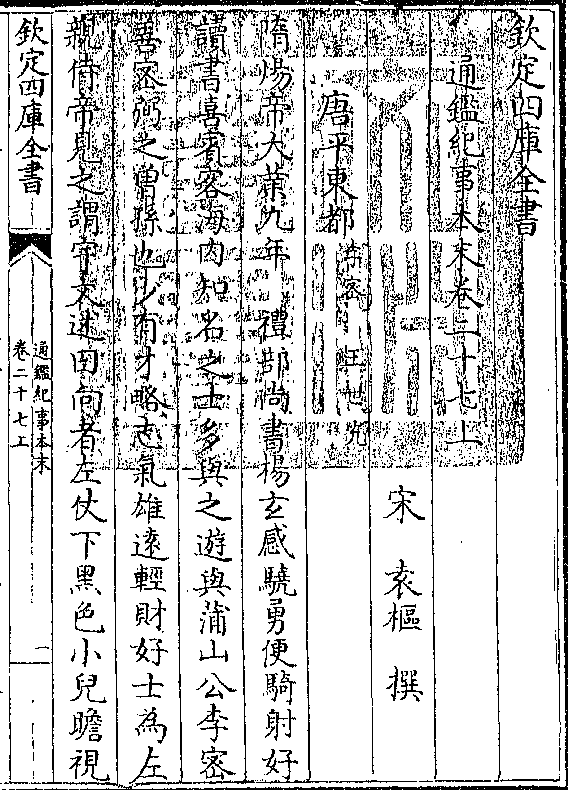 欽定四庫全書
通鑑紀事本末卷二十七上
宋 袁樞 撰
唐平東都 李密 王世充
隋煬帝大業九年 禮部尚書楊玄感驍勇便騎射好
讀書喜賓客海内知名之士多與之遊與蒲山公李密
善密弼之曾孫也少有才略志氣雄遠輕財好士為左
親侍帝見之謂宇文述曰向者左仗下黑色小兒瞻視
欽定四庫全書
通鑑紀事本末
卷二十七上